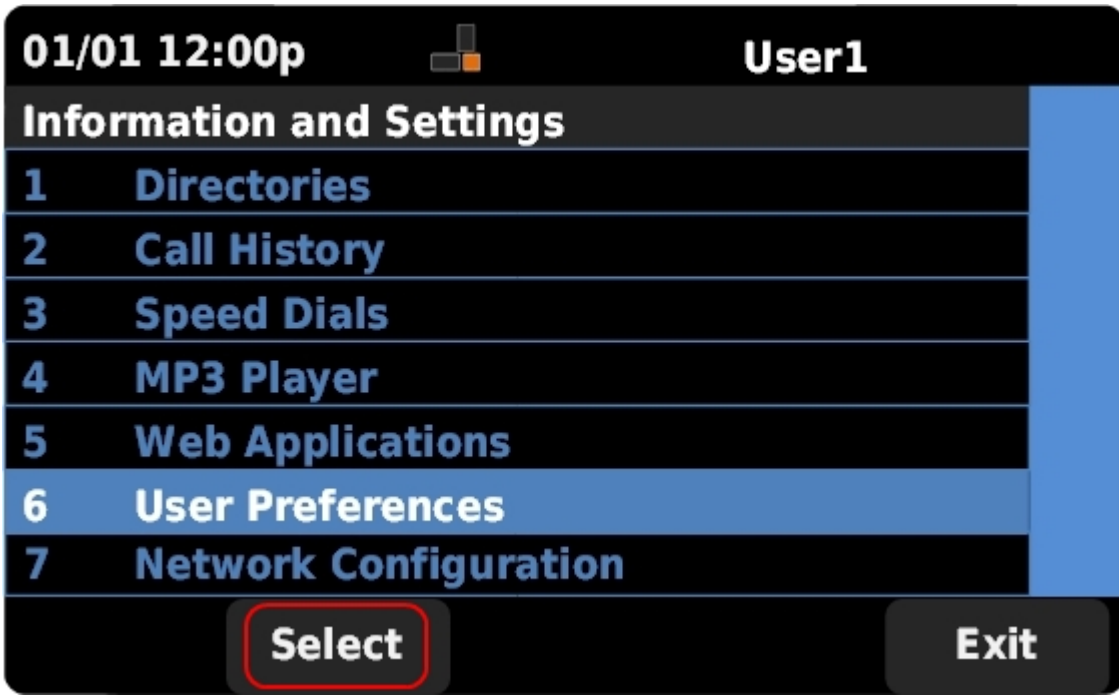 01/01 12:00p User1
Information and Settings
1 Directories
2 Call History
3 Speed Dials
4 MP3 Player
5 Web Applications
6 User Preferences
7 Network Configuration
Select Exit